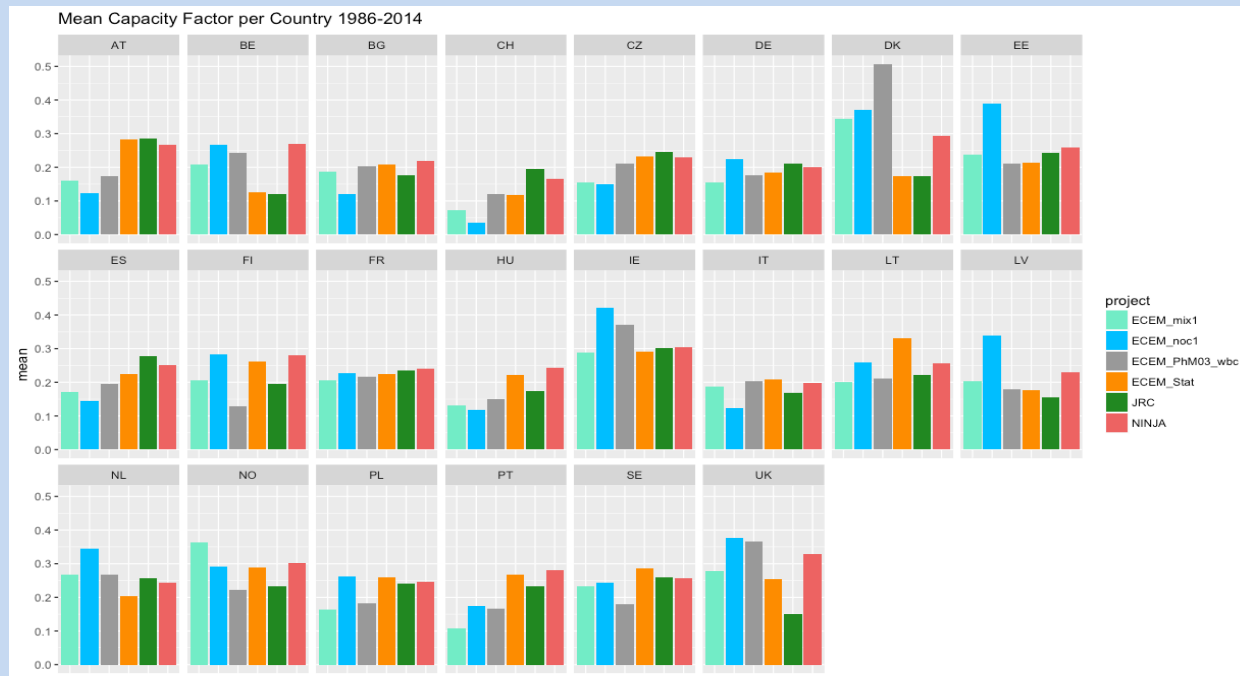 Mean Capacity Factor per Country 1986-2014
AT BE BG CH CZ DE DK EE
0.5
0.4
0.3
0.2
0.1
0.0
ES FI FR HU IE IT LT LV
0.5
0.4
0.3
0.2
0.1
0.0
mean
NL NO PL PT SE UK
0.5
0.4
0.3
0.2
0.1
0.0
project
ECEM_mix1
ECEM_noc1
ECEM_PhM03_wbc
ECEM_Stat
JRC
NINJA